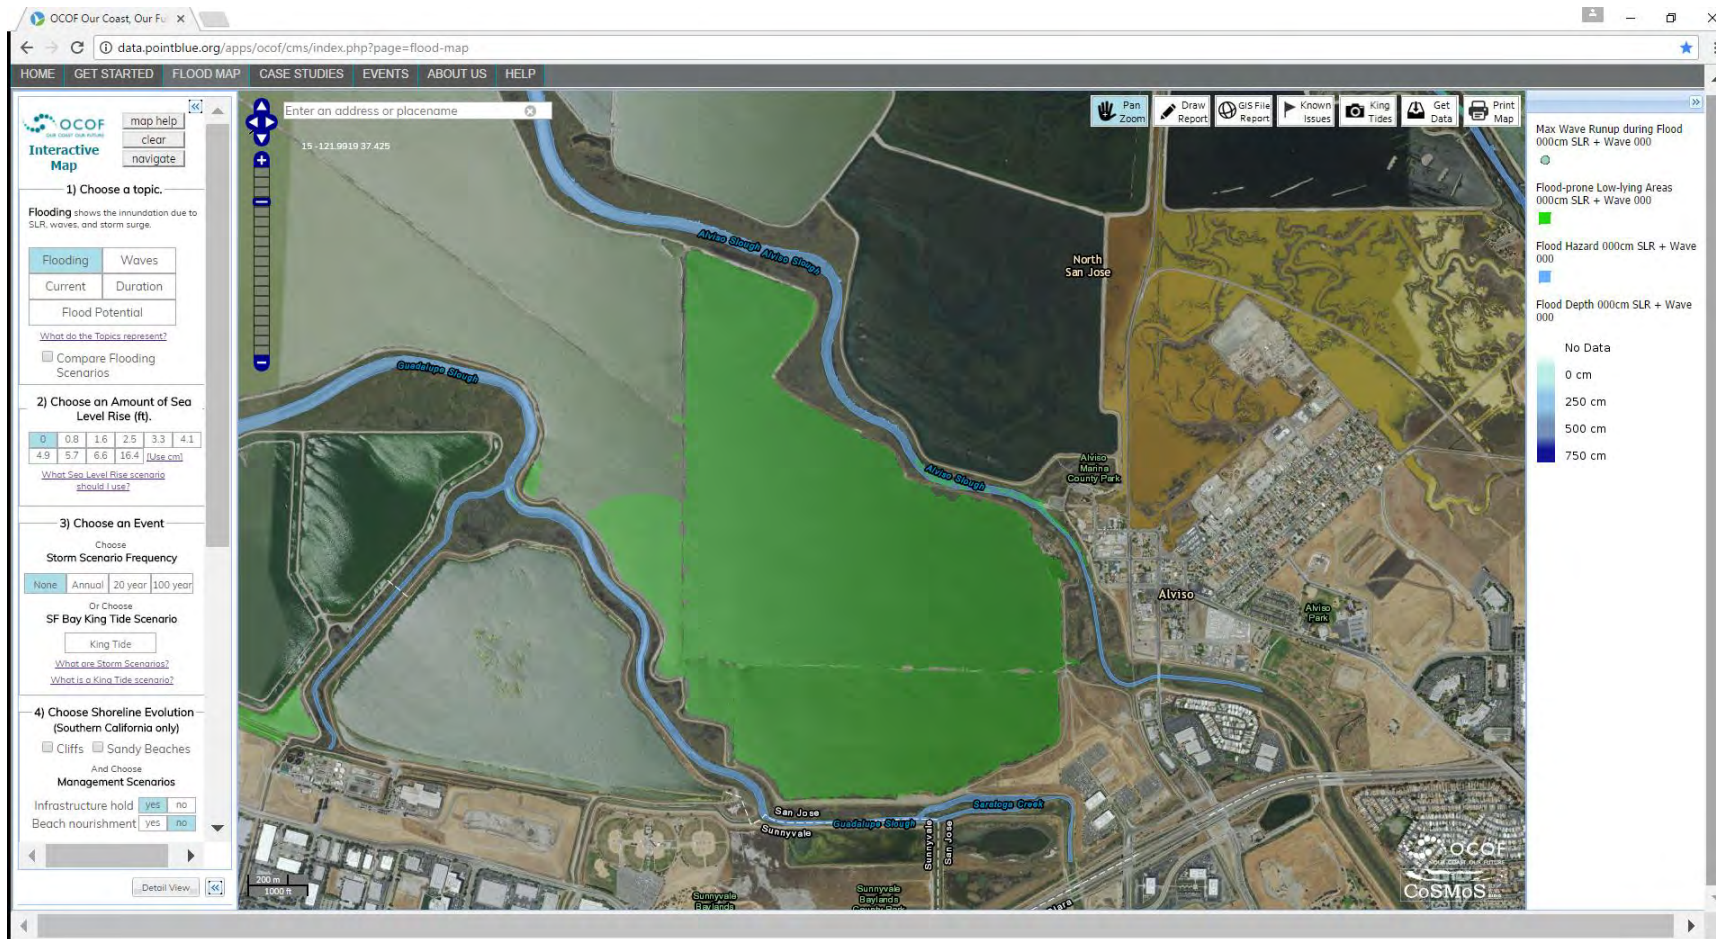 OCOF Our Coast, Our Fu
data.pointblue.org/apps/ocof/cms/index.php?page=flood-map
HOME GET STARTED FLOOD MAP CASE STUDIES EVENTS ABOUT US HELP
OCOF
OUR COAST OUR FUTURE
Interactive
Map
map help
clear
navigate
1) Choose a topic.
Flooding shows the innundation due to
SLR, waves, and storm surge.
Flooding Waves
Current Duration
Flood Potential
What do the Topics represent?
Compare Flooding
Scenarios
2) Choose an Amount of Sea
Level Rise (ft).
0 0.8 1.6 2.5 3.3 4.1
4.9 5.7 6.6 16.4 [Use cm]
What Sea Level Rise scenario
should I use?
3) Choose an Event
Choose
Storm Scenario Frequency
None Annual 20 year 100 year
Or Choose
SF Bay King Tide Scenario
King Tide
What are Storm Scenarios?
What is a King Tide scenario?
4) Choose Shoreline Evolution
(Southern California only)
Cliffs Sandy Beaches
And Choose
Management Scenarios
Infrastructure hold yes no
Beach nourishment yes no
Detail View
Enter an address or placename
15 -121.9919 37.425
Pan
Zoom
Draw
Report
GIS File
Report
Known
Issues
King
Tides
Get
Data
Print
Map
Alviso Slough Alviso Slough
North
San Jose
Guadalupe Slough
Alviso Slough
Alviso
Marina
County Park
Alviso
Alviso
Park
San Jose
Sunnyvale
Guadalupe Slough
Saratoga Creek
Sunnyvale
San Jose
Sunnyvale
Baylands
Sunnyvale
Baylands
County Park
200 m
1000 ft
OCOF
OUR COAST OUR FUTURE
CoSMoS
Max Wave Runup during Flood
000cm SLR + Wave 000
Flood-prone Low-lying Areas
000cm SLR + Wave 000
Flood Hazard 000cm SLR + Wave
000
Flood Depth 000cm SLR + Wave
000
No Data
0 cm
250 cm
500 cm
750 cm